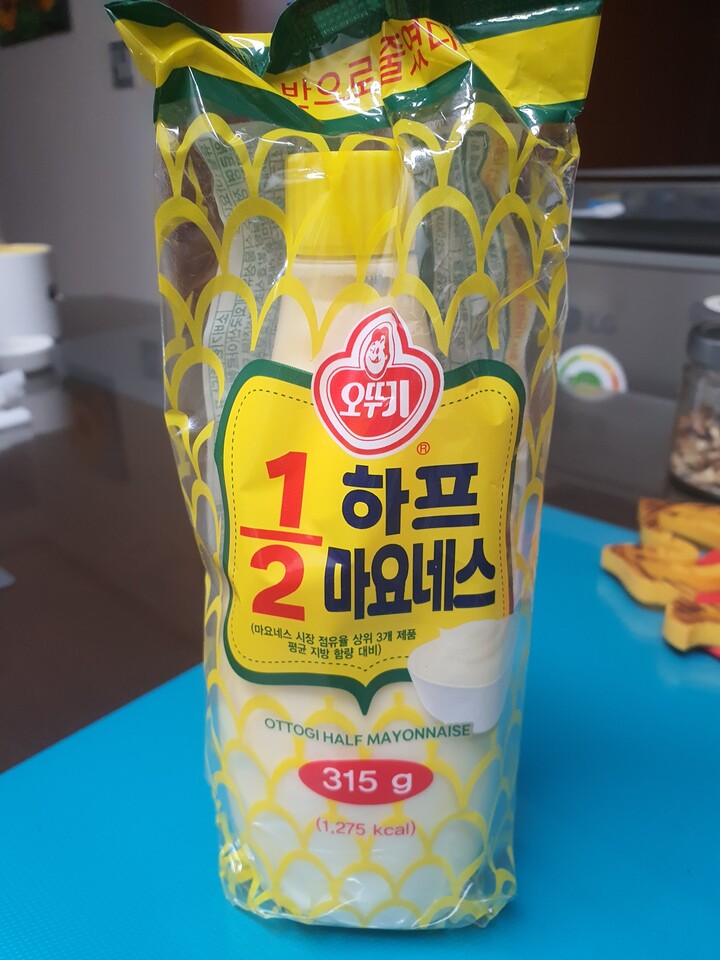 반으로 줄였다
오뚜기
®
1/2 하프
마요네스
(마요네스 시장 점유율 상위 3개 제품
평균 지방 함량 대비)
OTTOGI HALF MAYONNAISE
315 g
(1,275 kcal)
LG